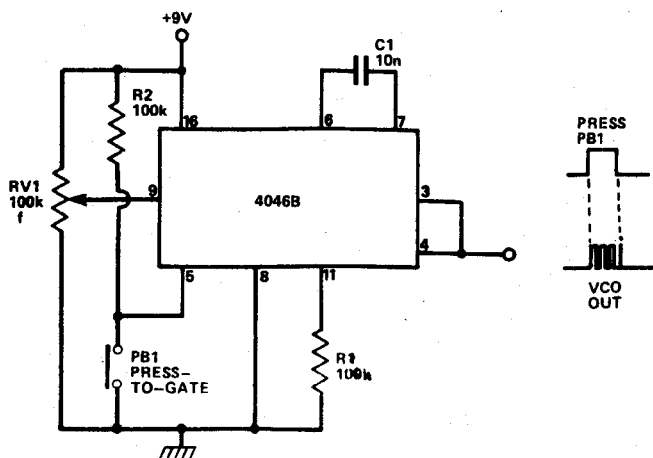 +9V
C1
10n
R2
100k
16
6
7
PRESS
PB1
RV1
100k
f
9
4046B
3
4
5
8
11
VCO
OUT
PB1
PRESS-
TO-GATE
R1
100k